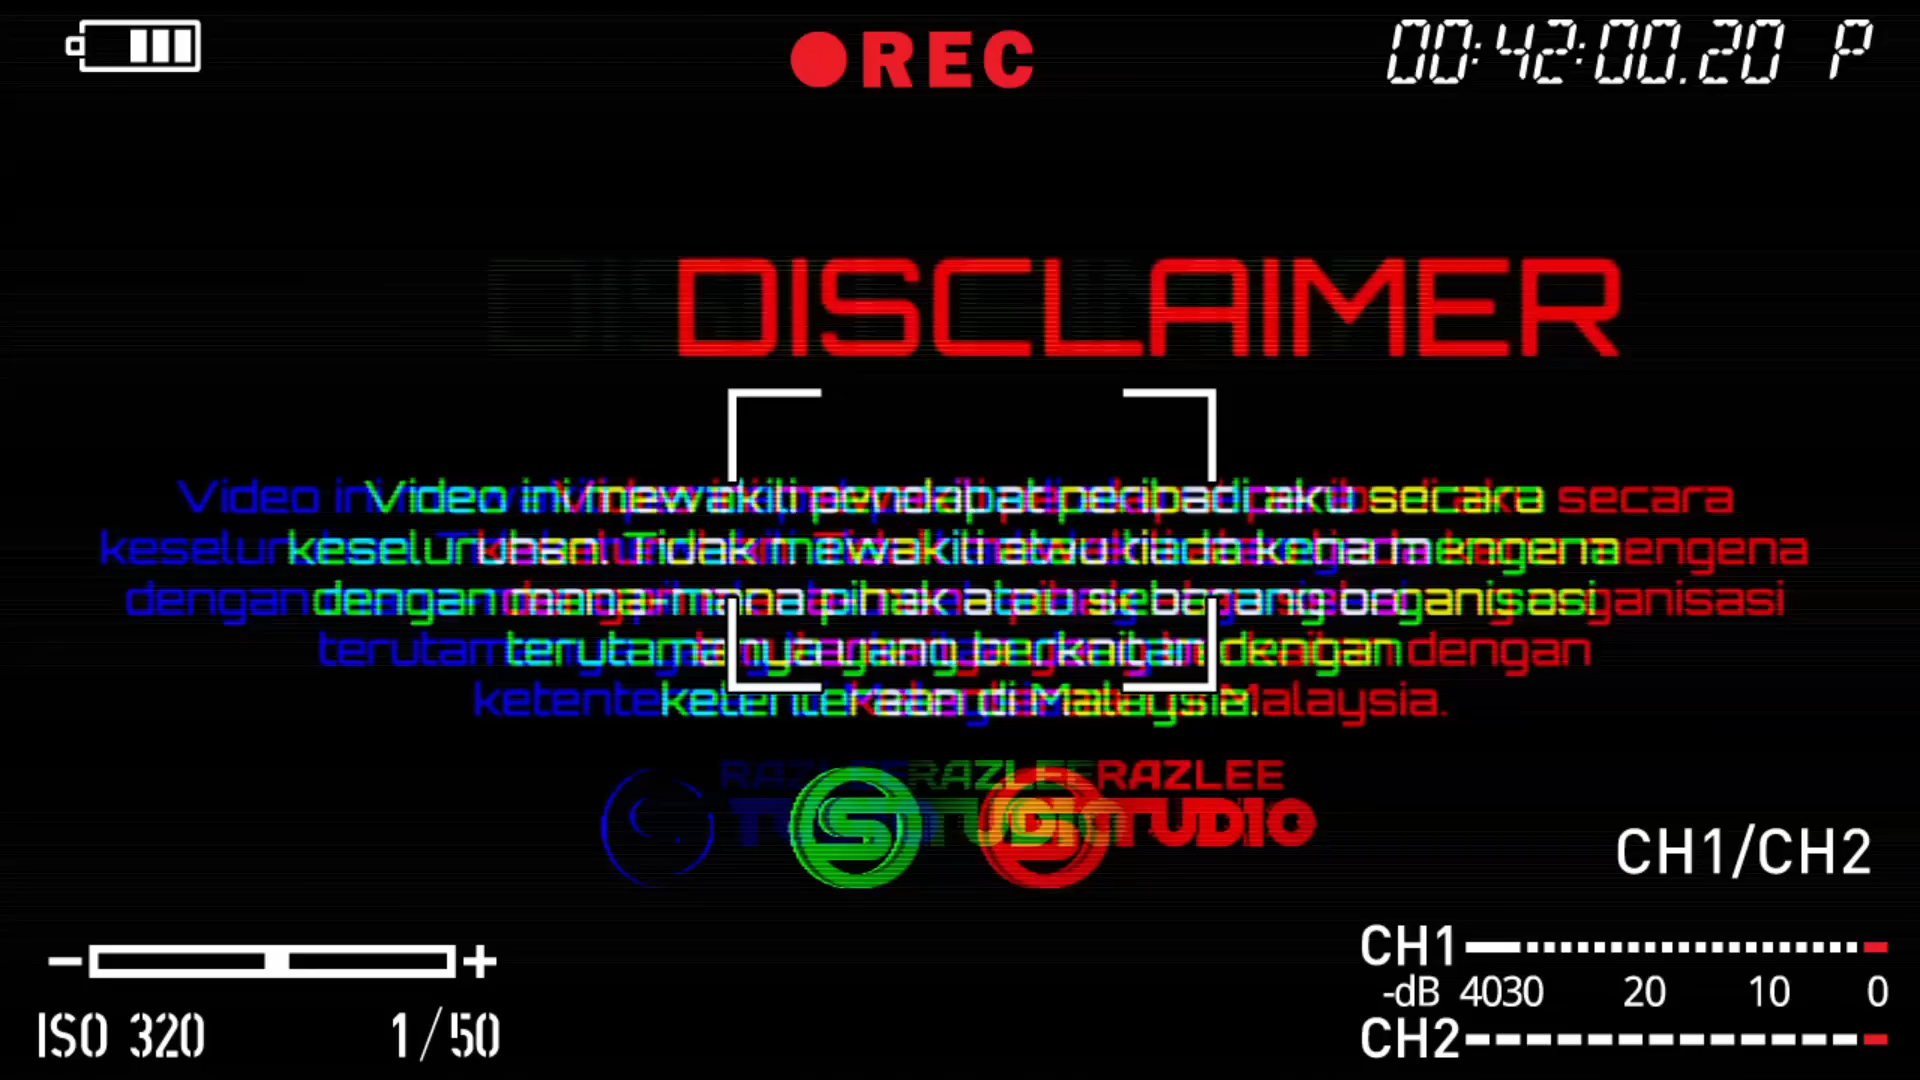 REC
00:42:00.20 P
DISCLAIMER
Video ini mewakili pendapat peribadi aku secara
keseluruhan. Tidak mewakili atau tiada kena mengena
dengan mana-mana pihak atau sebarang organisasi
terutamanya yang berkaitan dengan
ketenteraan di Malaysia.
RAZLEE
STUDIO
CH1/CH2
CH1
-dB 4030 20 10 0
CH2
ISO 320 1/50